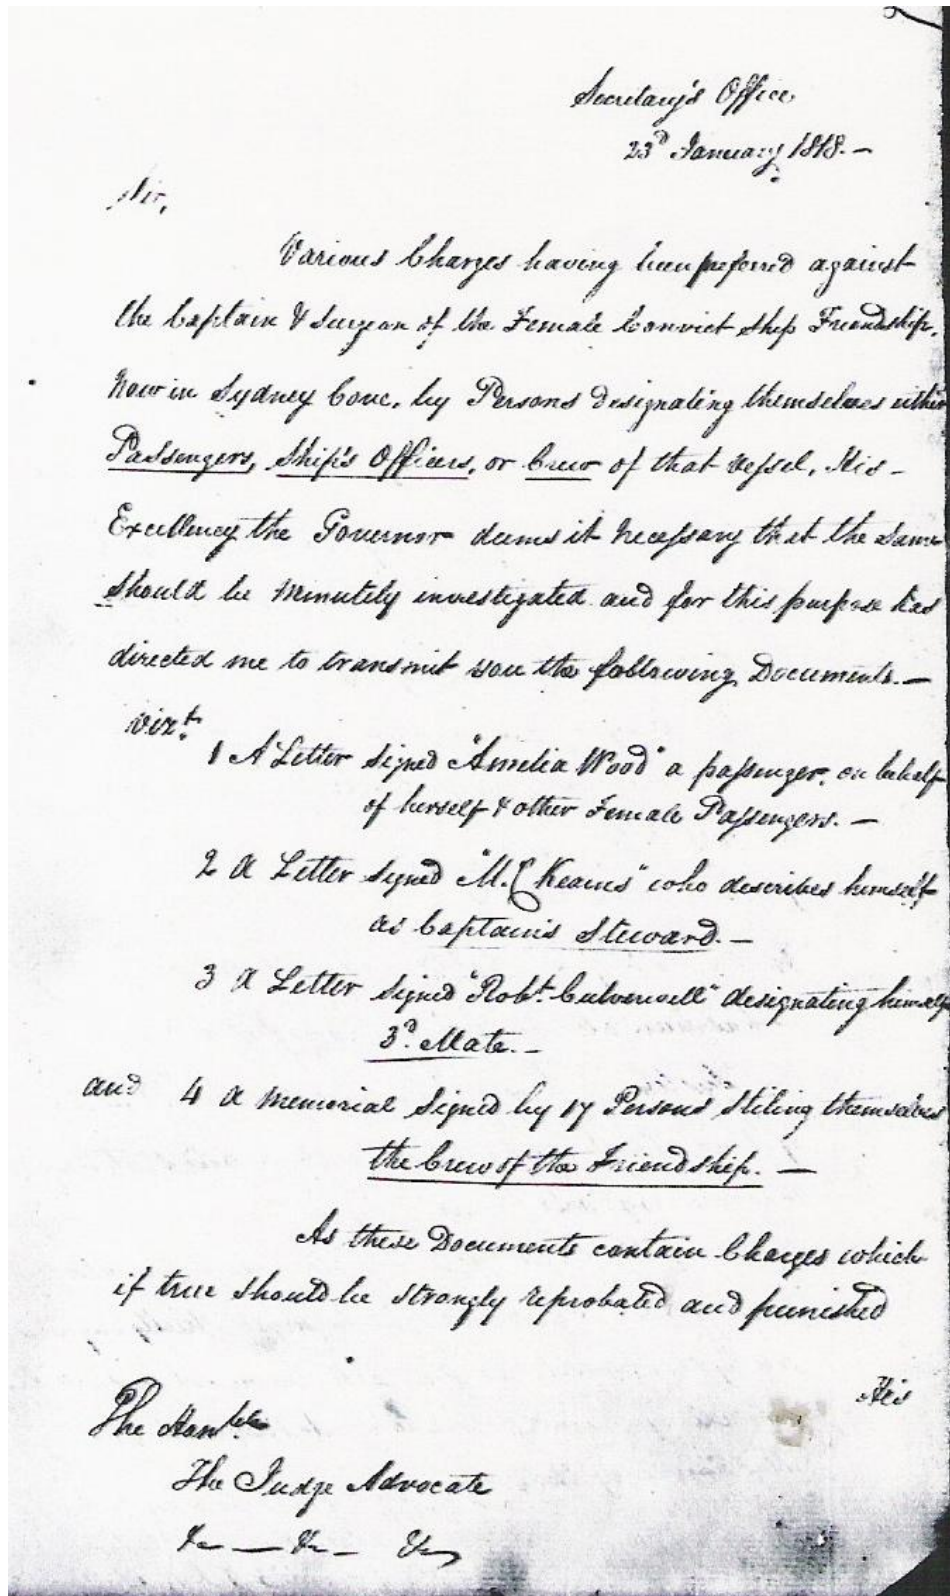 Secretary's Office
23d January 1818. —
Sir,
Various Charges having been preferred against
the Captain & Surgeon of the Female Convict Ship Friendship,
Now in Sydney Cove, by Persons designating themselves either
Passengers, Ship's Officers, or Crew of that Vessel, His
Excellency the Governor deems it Necessary that the Same
should be Minutely investigated and for this purpose has
directed me to transmit you the following Documents. —
Vizt.
1 A Letter Signed "Amelia Wood" a passenger, on behalf
of herself & other Female Passengers. —
2 A Letter Signed "M. Kearns" who describes himself
as Captain's Steward. —
3 A Letter Signed "Robt. Culverwell" designating himself
3d. Mate. —
and 4 A Memorial Signed by 17 Persons Stiling themselves
the Crew of the Friendship. —
As these Documents contain Charges which
if true should be strongly reprobated and punished
His
The Honble.
The Judge Advocate
&c — &c — &c